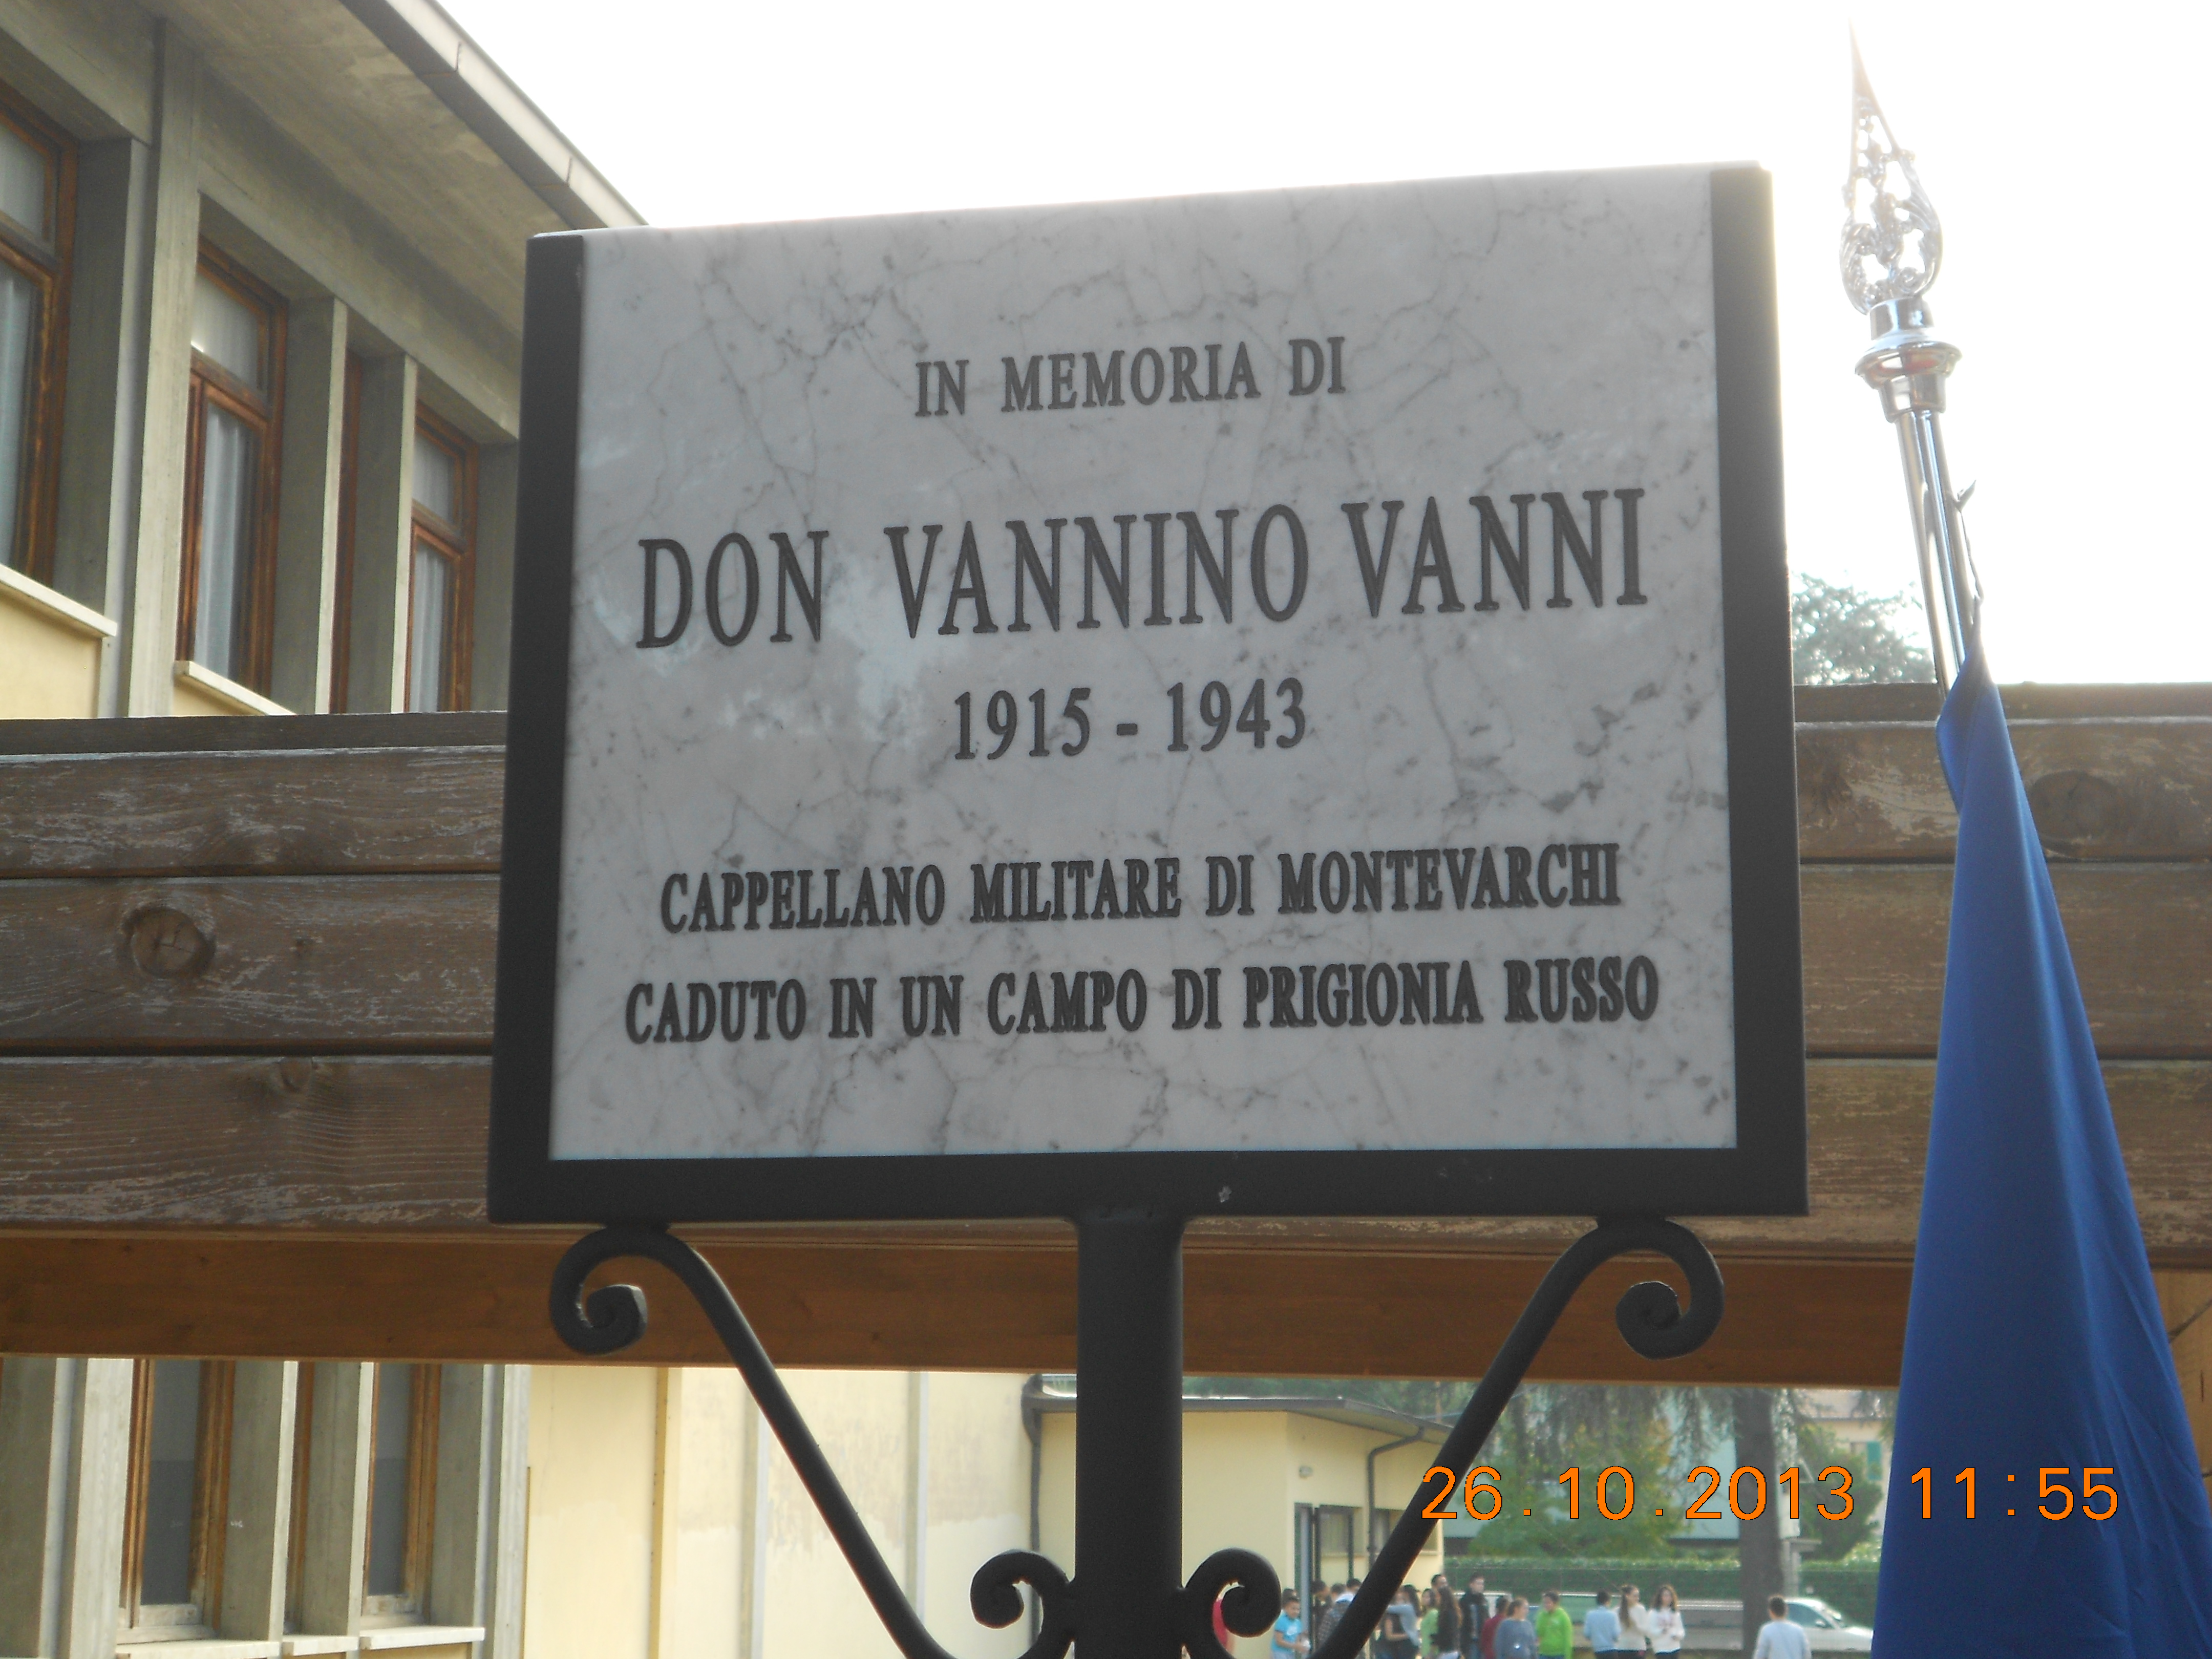 IN MEMORIA DI
DON VANNINO VANNI
1915 - 1943
CAPPELLANO MILITARE DI MONTEVARCHI
CADUTO IN UN CAMPO DI PRIGIONIA RUSSO
26.10.2013 11:55